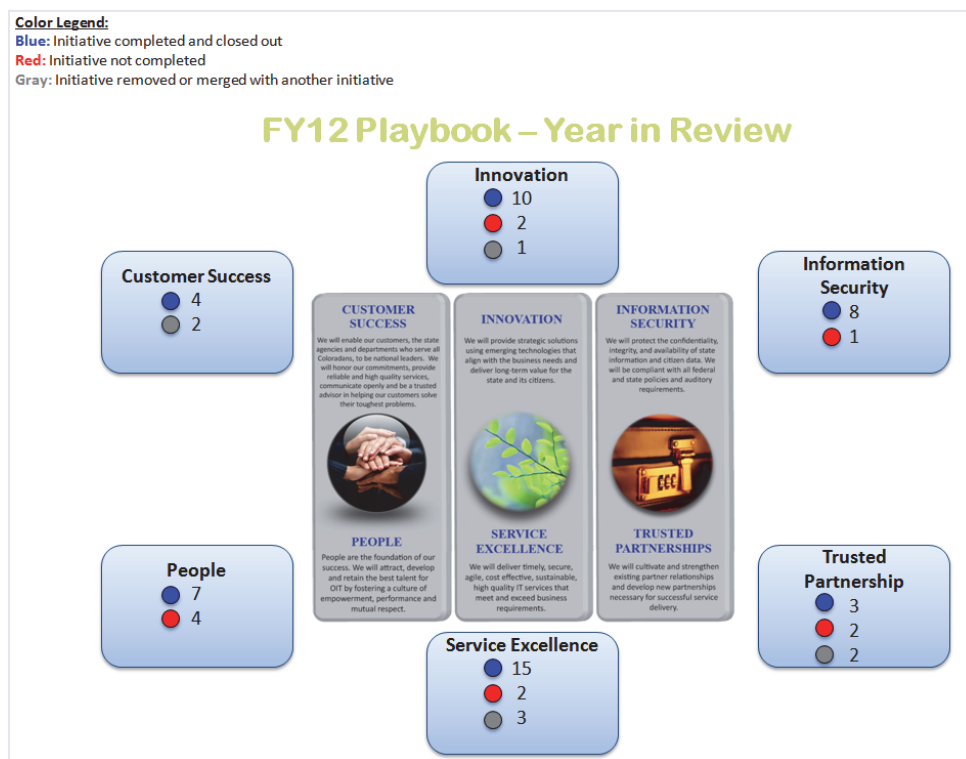 Color Legend:
Blue: Initiative completed and closed out
Red: Initiative not completed
Gray: Initiative removed or merged with another initiative
FY12 Playbook – Year in Review
Innovation
10
2
1
Customer Success
4
2
Information
Security
8
1
CUSTOMER
SUCCESS
We will enable our customers, the state
agencies and departments who serve all
Coloradans, to be national leaders. We
will honor our commitments, provide
reliable and high quality services,
communicate openly and be a trusted
advisor in helping our customers solve
their toughest problems.
INNOVATION
We will provide strategic solutions
using emerging technologies that
align with the business needs and
deliver long-term value for the
state and its citizens.
INFORMATION
SECURITY
We will protect the confidentiality,
integrity, and availability of state
information and citizen data. We
will be compliant with all federal
and state policies and auditory
requirements.
PEOPLE
People are the foundation of our
success. We will attract, develop
and retain the best talent for
OIT by fostering a culture of
empowerment, performance and
mutual respect.
SERVICE
EXCELLENCE
We will deliver timely, secure,
agile, cost effective, sustainable,
high quality IT services that
meet and exceed business
requirements.
TRUSTED
PARTNERSHIPS
We will cultivate and strengthen
existing partner relationships
and develop new partnerships
necessary for successful service
delivery.
People
7
4
Service Excellence
15
2
3
Trusted
Partnership
3
2
2